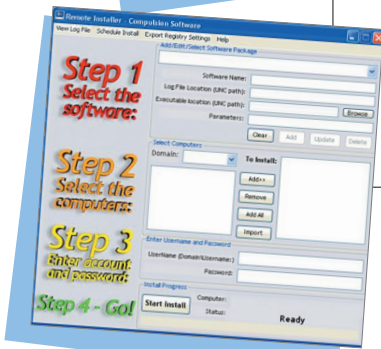 Remote Installer - Compulsion Software
View Log File Schedule Install Export Registry Settings Help
Step 1
Select the
software:
Add/Edit/Select Software Package
Software Name:
Log File Location (UNC path):
Executable location (UNC path):
Browse
Parameters:
Clear Add Update Delete
Step 2
Select the
computers:
Select Computers
Domain:
To Install:
Add>>
Remove
Add All
Import
Step 3
Enter account
and password:
Enter Username and Password
UserName (Domain\Username:)
Password:
Step 4 - Go!
Install Progress
Start Install
Computer:
Status:
Ready